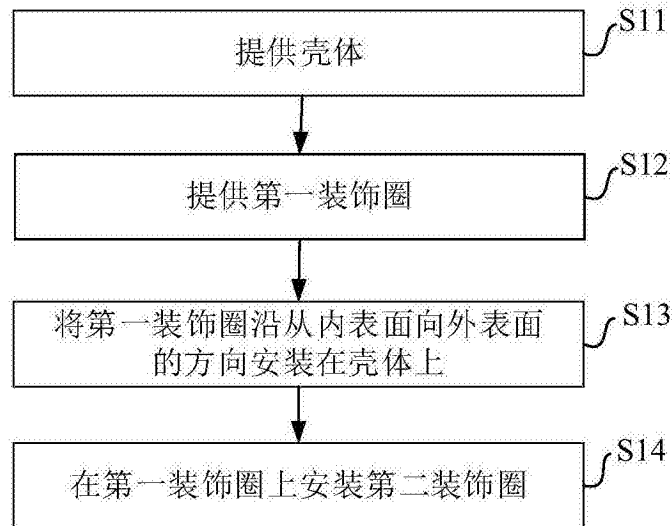 S11
提供壳体
S12
提供第一装饰圈
S13
将第一装饰圈沿从内表面向外表面
的方向安装在壳体上
S14
在第一装饰圈上安装第二装饰圈